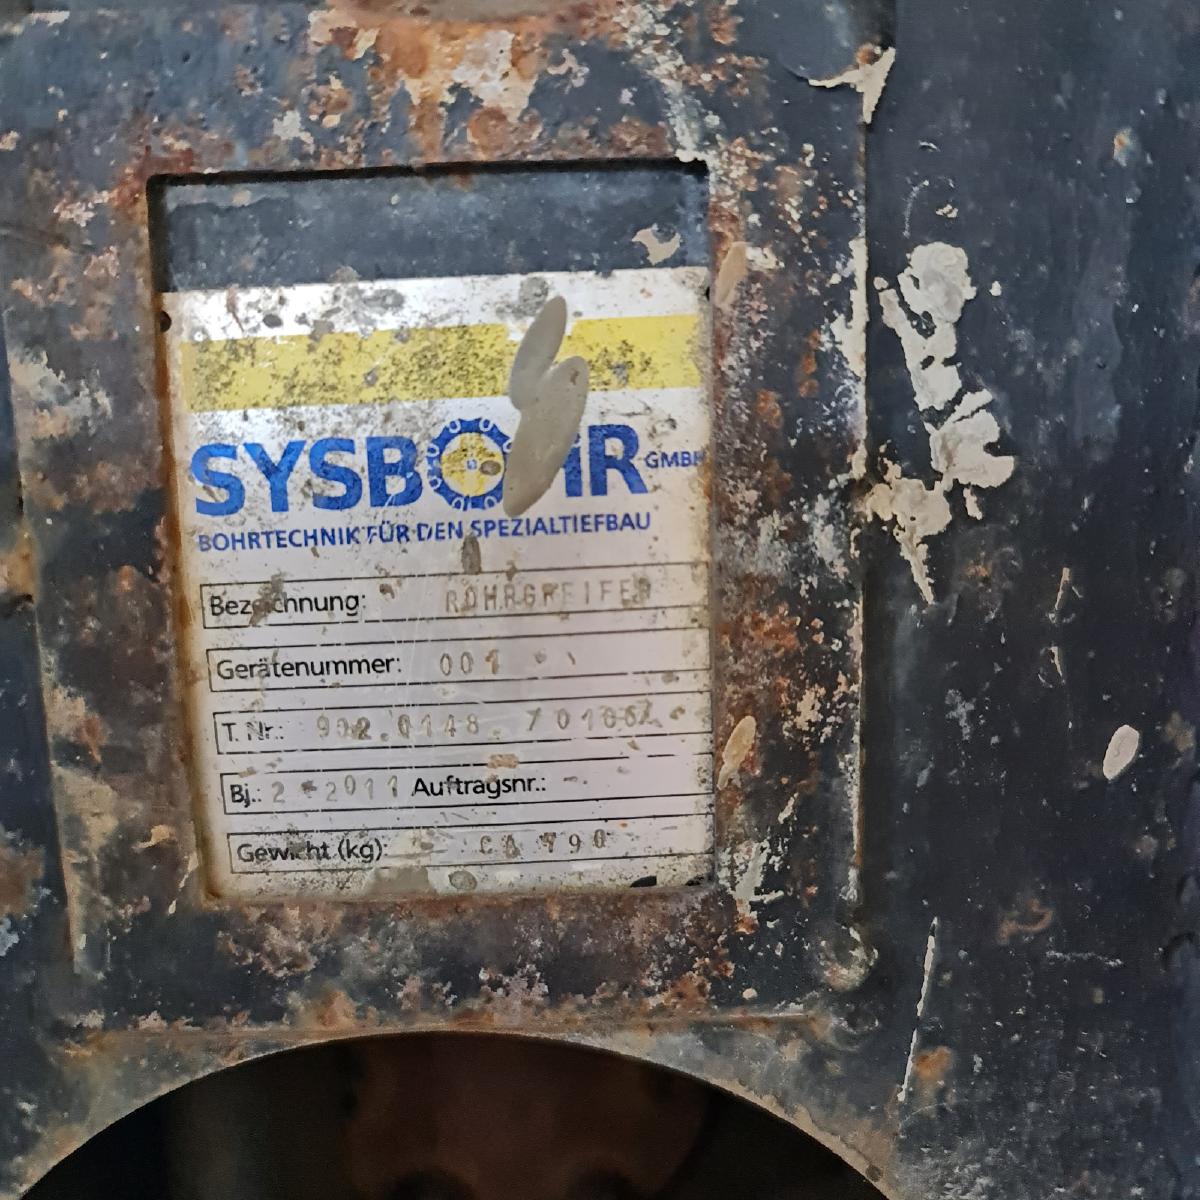 SYSBOHR GMBH
BOHRTECHNIK FÜR DEN SPEZIALTIEFBAU
Bezeichnung: ROHRGREIFER
Gerätenummer: 001
T. Nr.: 902.0148.
Bj.: 2-2011 Auftragsnr.: -.
Gewicht (kg): CA 790